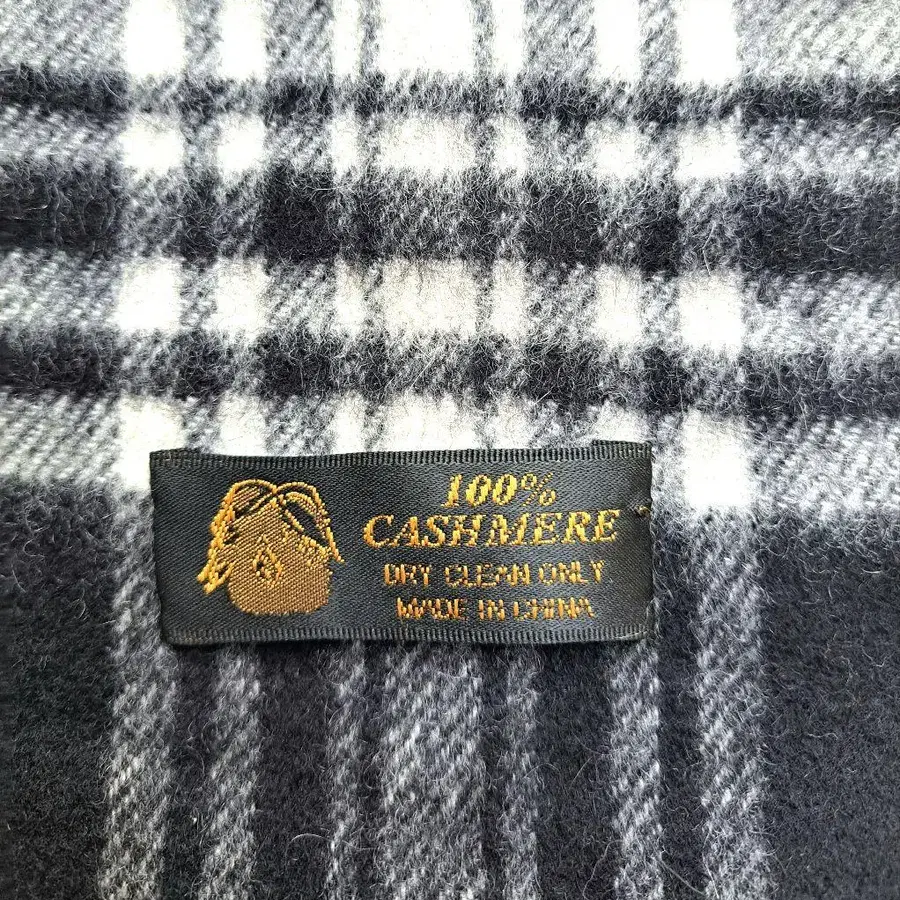 100%
CASHMERE
DRY CLEAN ONLY
MADE IN CHINA